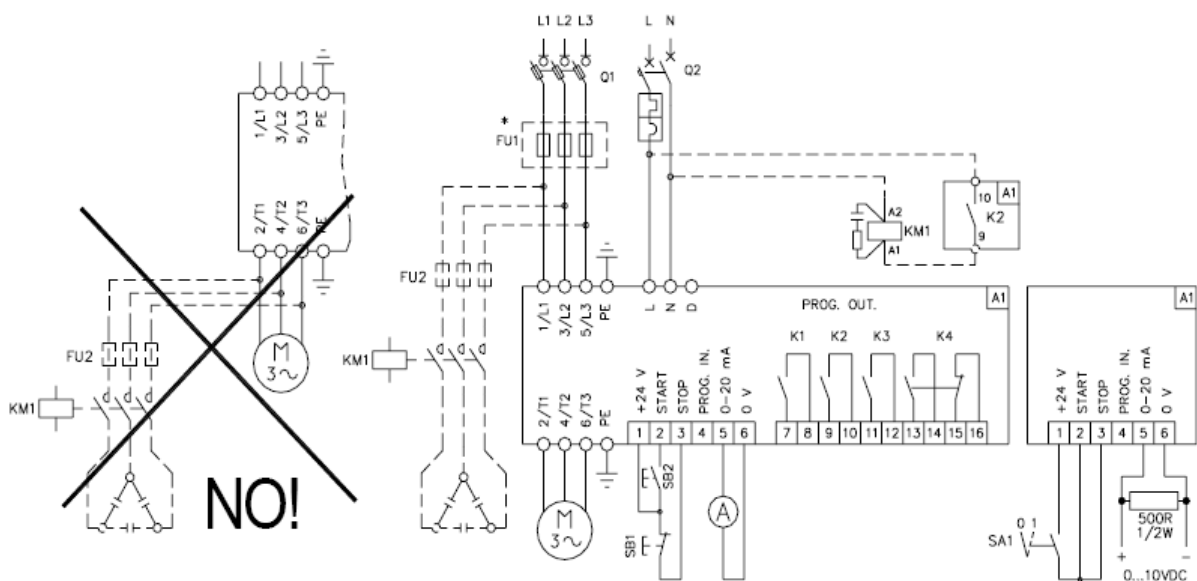 1/L1
3/L2
5/L3
PE
2/T1
4/T2
6/T3
PE
FU2
KM1
M
3~
NO!
L1 L2 L3
Q1
L N
Q2
*
FU1
FU2
KM1
A2
KM1
A1
A1
10
K2
9
1/L1
3/L2
5/L3
PE
L
N
D
PROG. OUT.
A1
2/T1
4/T2
6/T3
PE
+24 V
START
STOP
PROG. IN.
0-20 mA
0 V
K1 K2 K3 K4
1 2 3 4 5 6
7 8 9 10 11 12 13 14 15 16
M
3~
SB2
SB1
A
A1
+24 V
START
STOP
PROG. IN.
0-20 mA
0 V
1 2 3 4 5 6
0 1
SA1
500R
1/2W
+ -
0...10VDC